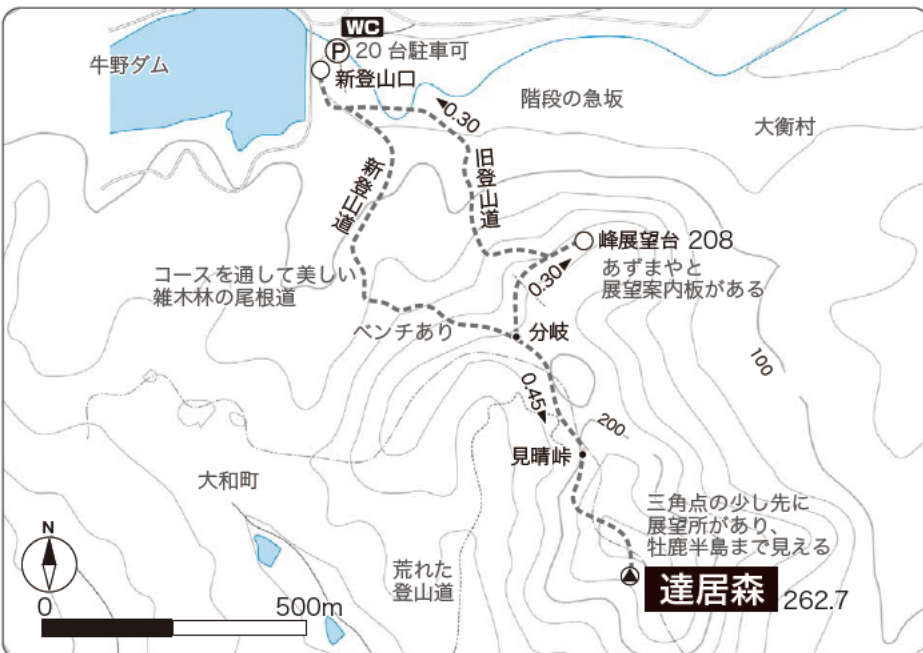 WC
P 20 台駐車可
牛野ダム
新登山口
階段の急坂
0.30
大衡村
新登山道
旧登山道
峰展望台 208
あずまやと
展望案内板がある
0.30
コースを通して美しい
雑木林の尾根道
ベンチあり
分岐
100
0.45
200
見晴峠
大和町
三角点の少し先に
展望所があり、
牡鹿半島まで見える
荒れた
登山道
達居森 262.7
N
0 500m